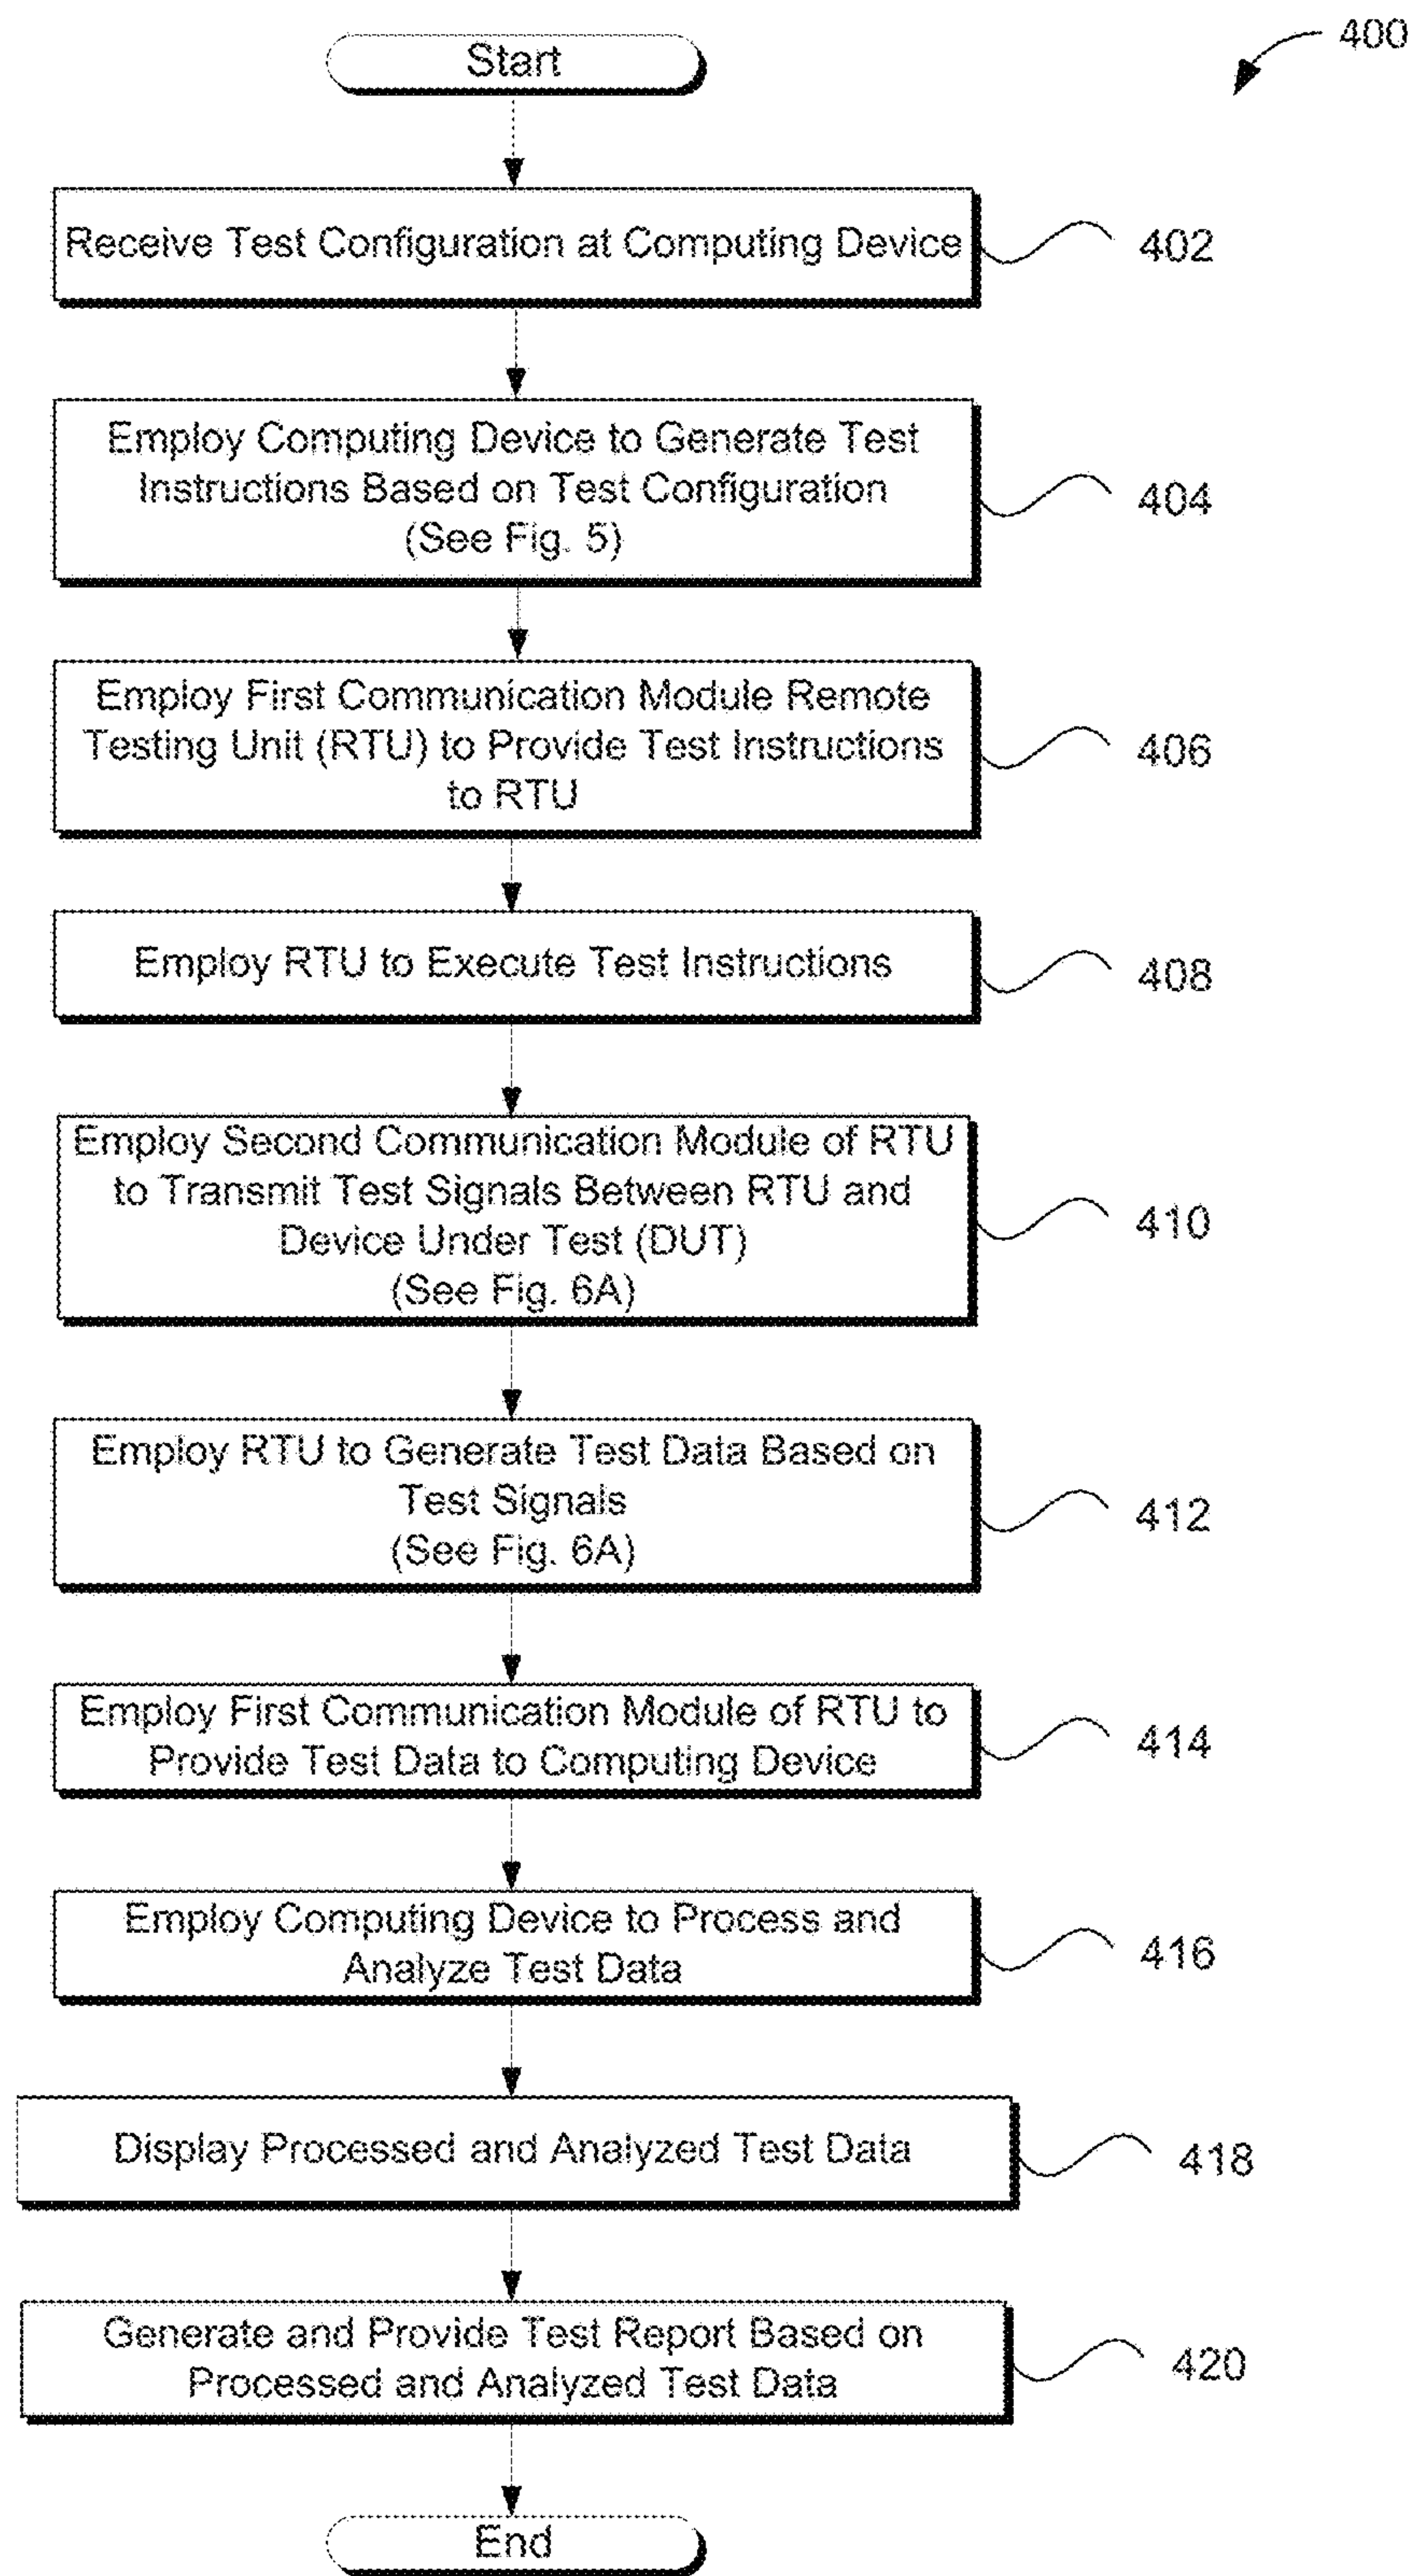 400
Start
Receive Test Configuration at Computing Device
402
Employ Computing Device to Generate Test
Instructions Based on Test Configuration
(See Fig. 5)
404
Employ First Communication Module Remote
Testing Unit (RTU) to Provide Test Instructions
to RTU
406
Employ RTU to Execute Test Instructions
408
Employ Second Communication Module of RTU
to Transmit Test Signals Between RTU and
Device Under Test (DUT)
(See Fig. 6A)
410
Employ RTU to Generate Test Data Based on
Test Signals
(See Fig. 6A)
412
Employ First Communication Module of RTU to
Provide Test Data to Computing Device
414
Employ Computing Device to Process and
Analyze Test Data
416
Display Processed and Analyzed Test Data
418
Generate and Provide Test Report Based on
Processed and Analyzed Test Data
420
End